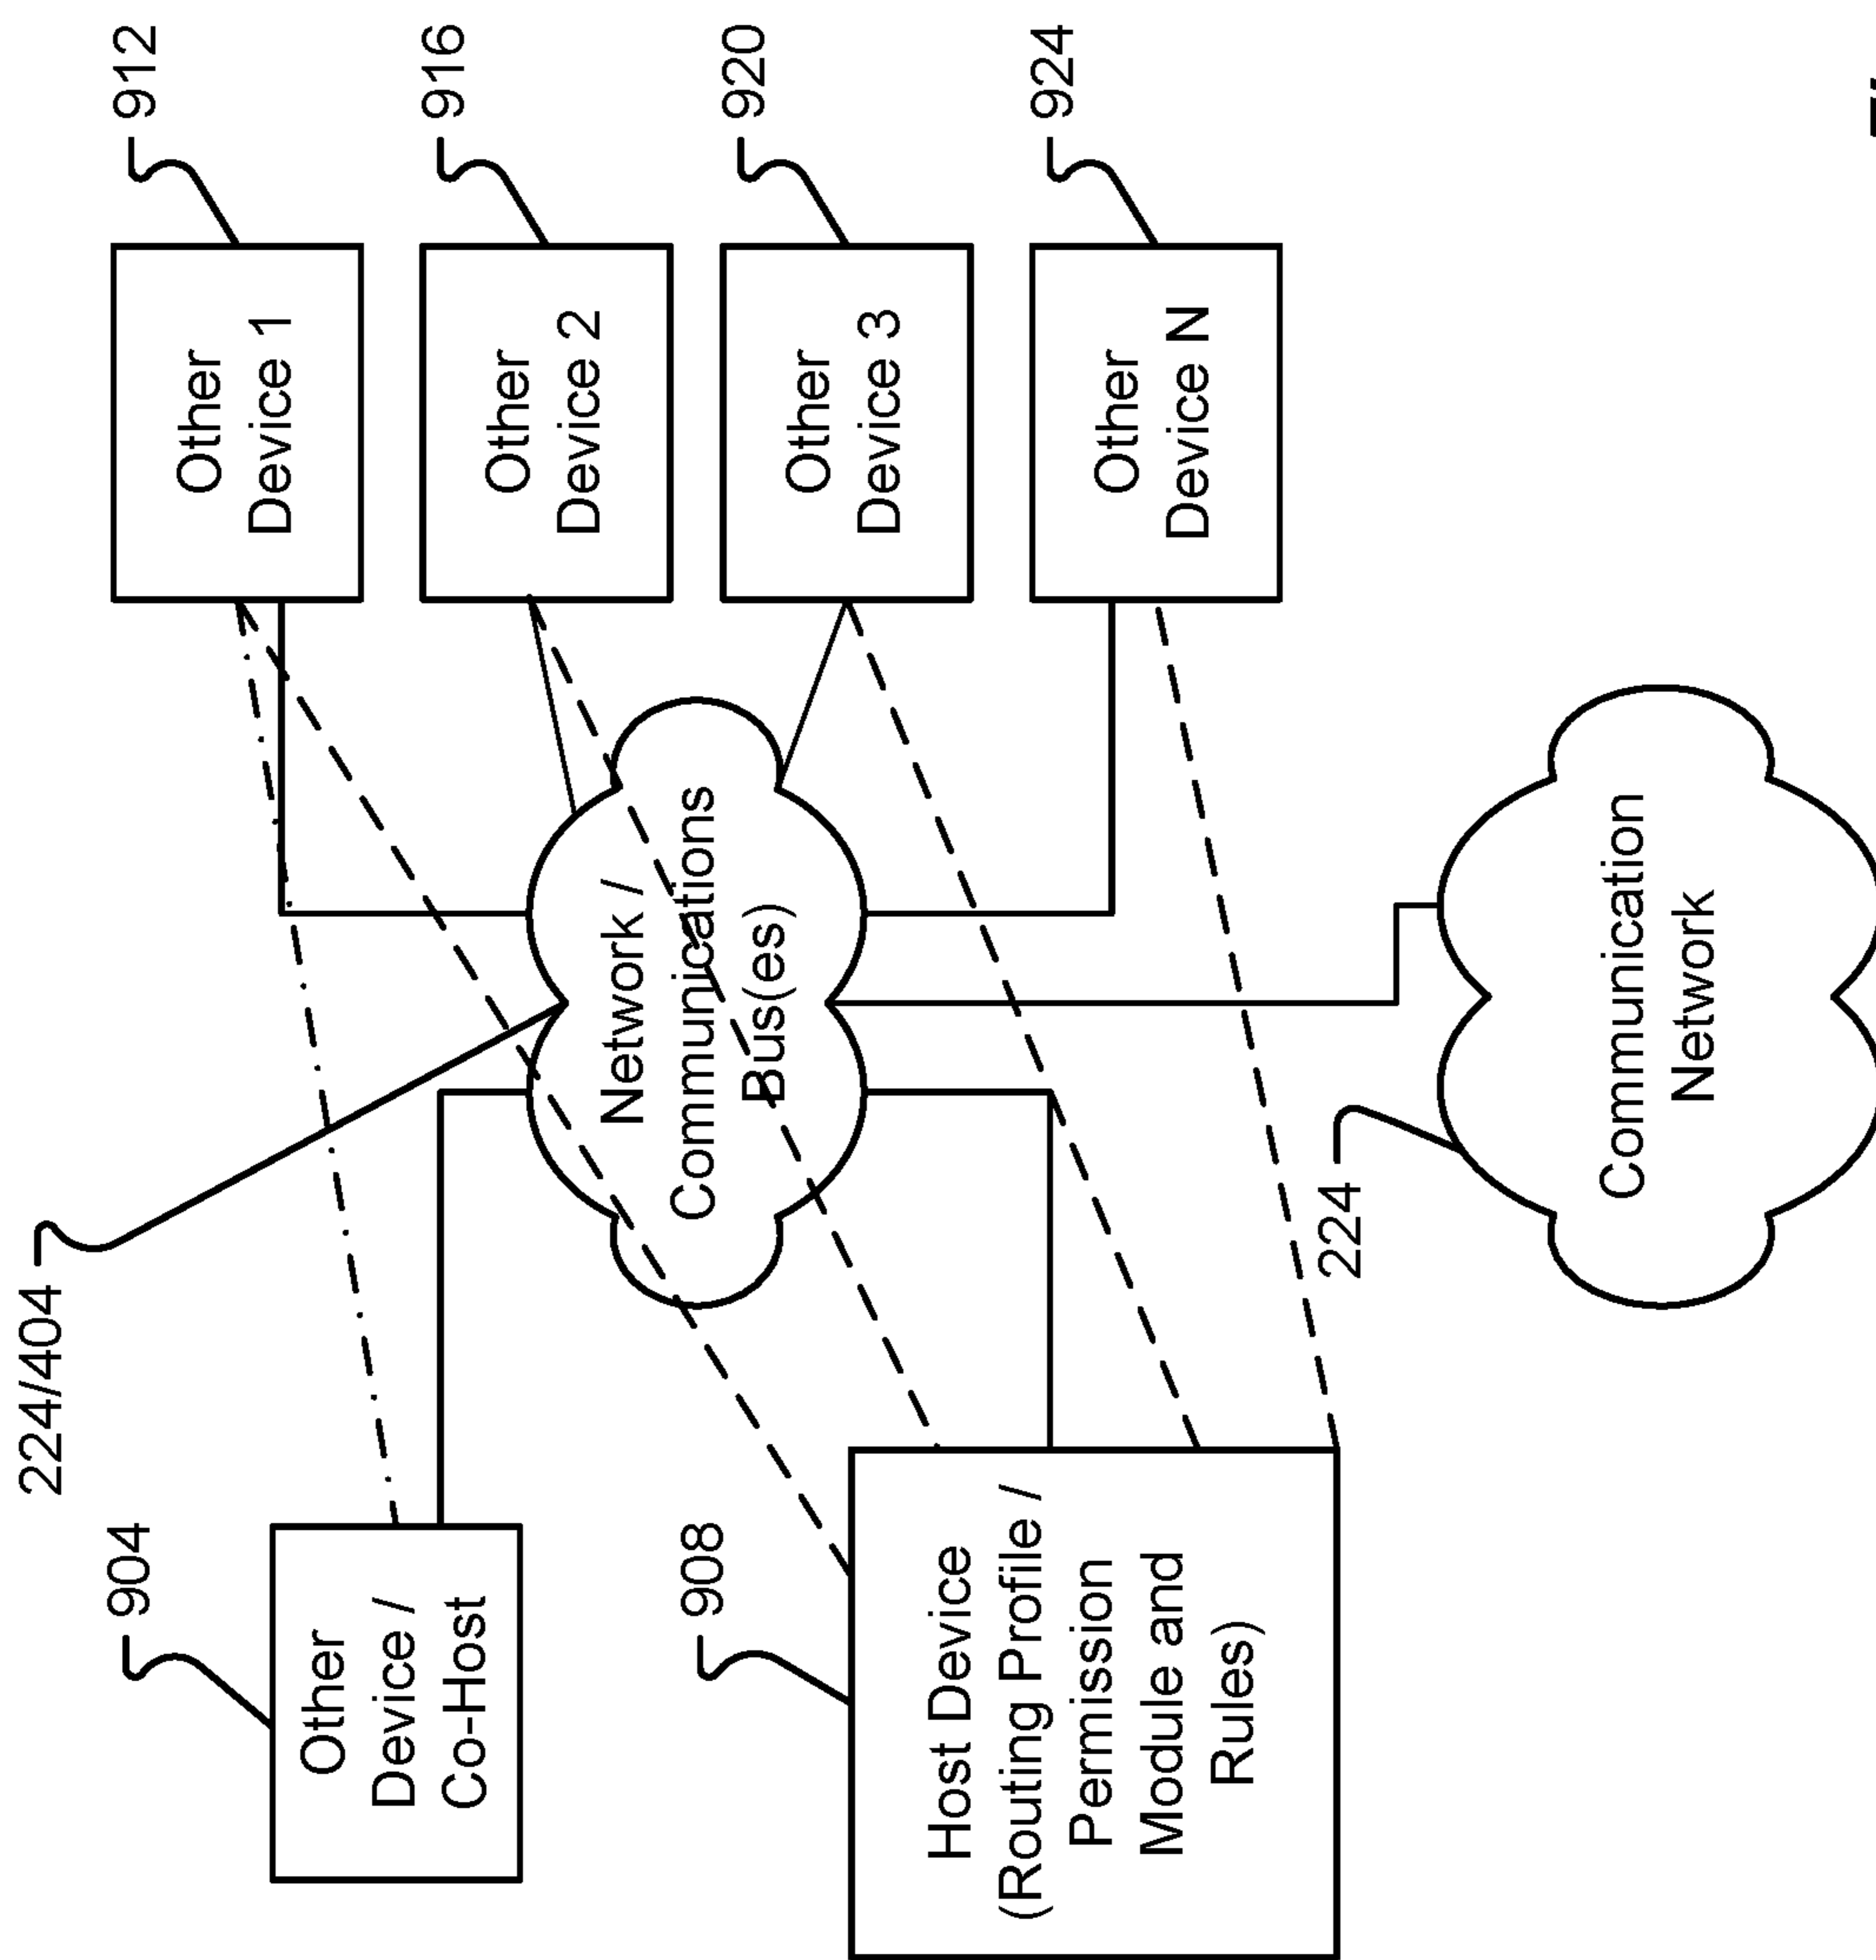 224/404
904
912
Other
Device /
Co-Host
Other
Device 1
916
Other
Device 2
908
Host Device
(Routing Profile /
Permission
Module and
Rules)
Network /
Communications
Bus(es)
920
Other
Device 3
924
Other
Device N
224
Communication
Network